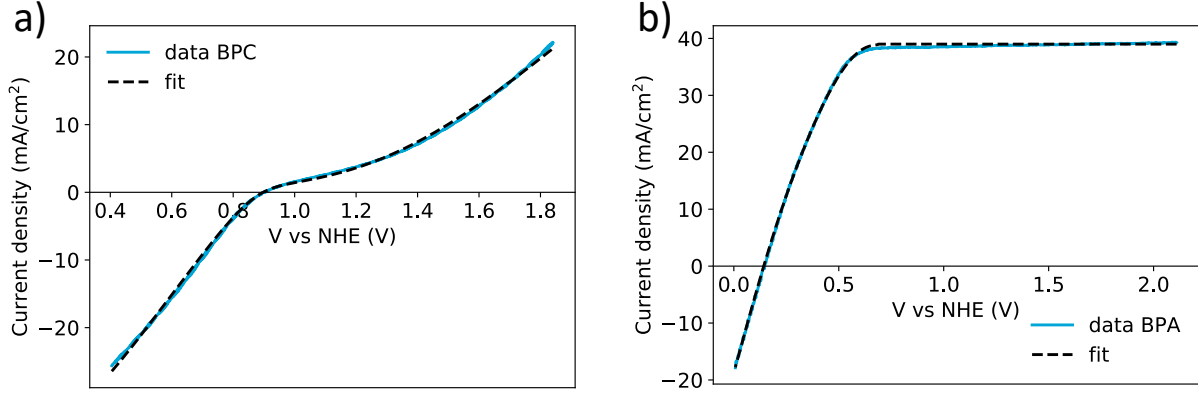 a)
data BPC
fit
Current density (mA/cm²)
20
10
0
−10
−20
0.4 0.6 0.8 1.0 1.2 1.4 1.6 1.8
V vs NHE (V)
b)
Current density (mA/cm²)
40
30
20
10
0
−10
−20
0.0 0.5 1.0 1.5 2.0
V vs NHE (V)
data BPA
fit